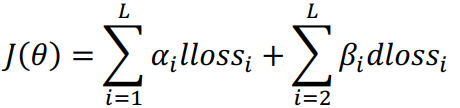 J(θ) = ∑_{i=1}^{L} α_i lloss_i + ∑_{i=2}^{L} β_i dloss_i